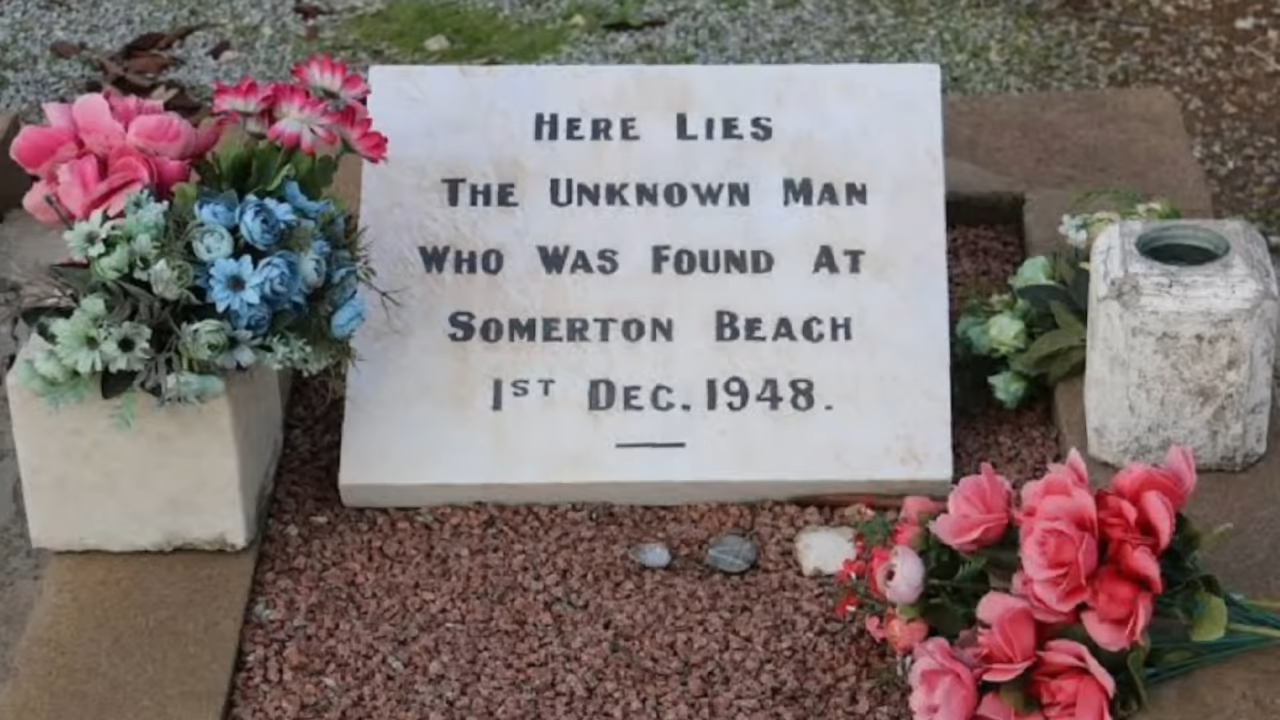 Here Lies
The Unknown Man
Who Was Found At
Somerton Beach
1st Dec. 1948.